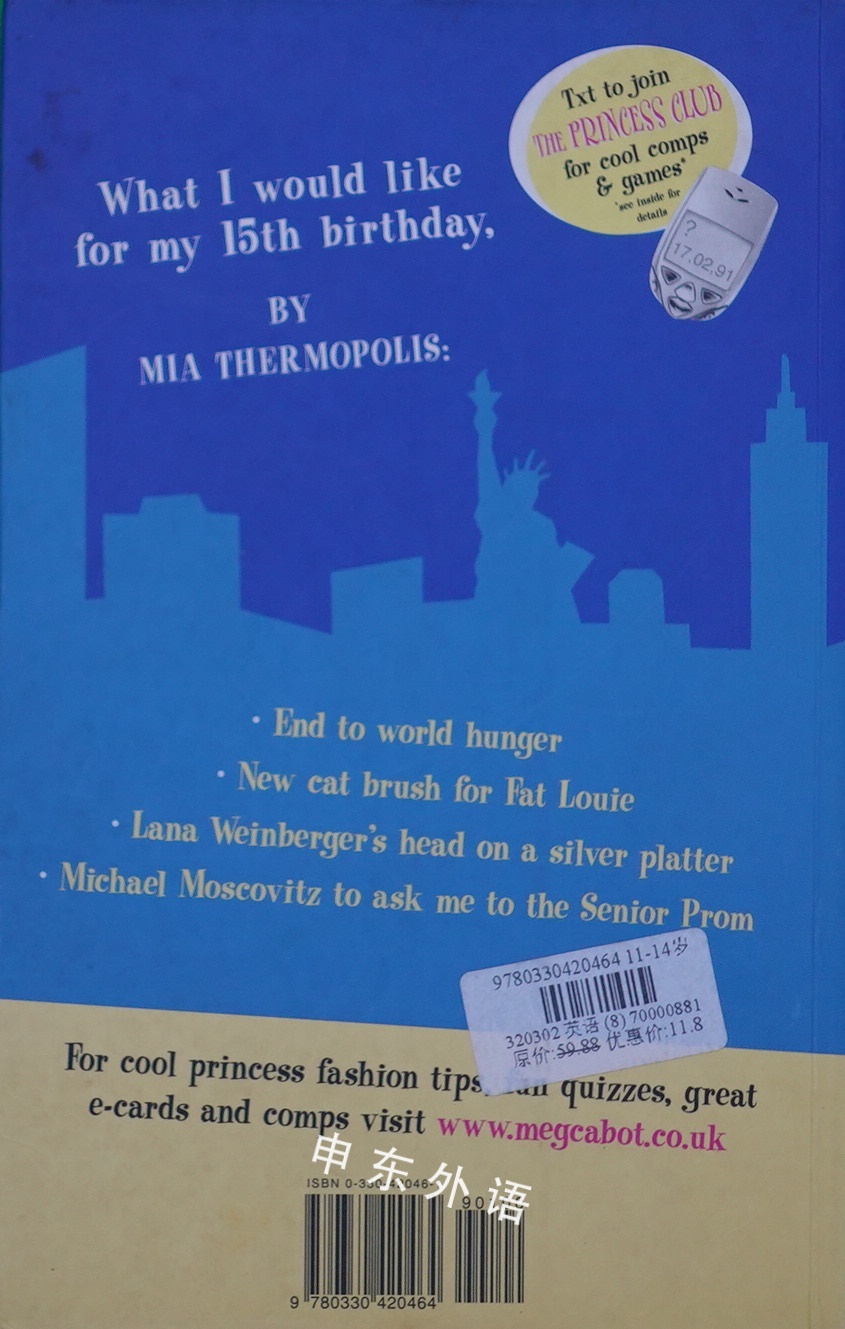 Txt to join
THE PRINCESS CLUB
for cool comps
& games*
*see inside for
details
?
17.02.91
What I would like
for my 15th birthday,
BY
MIA THERMOPOLIS:
· End to world hunger
· New cat brush for Fat Louie
· Lana Weinberger's head on a silver platter
· Michael Moscovitz to ask me to the Senior Prom
9780330420464 11-14岁
320302 英语 (8) 70000881
原价:59.88 优惠价:11.8
For cool princess fashion tips, quizzes, great
e-cards and comps visit www.megcabot.co.uk
申东外语
ISBN 0-330-42046-
9 780330 420464